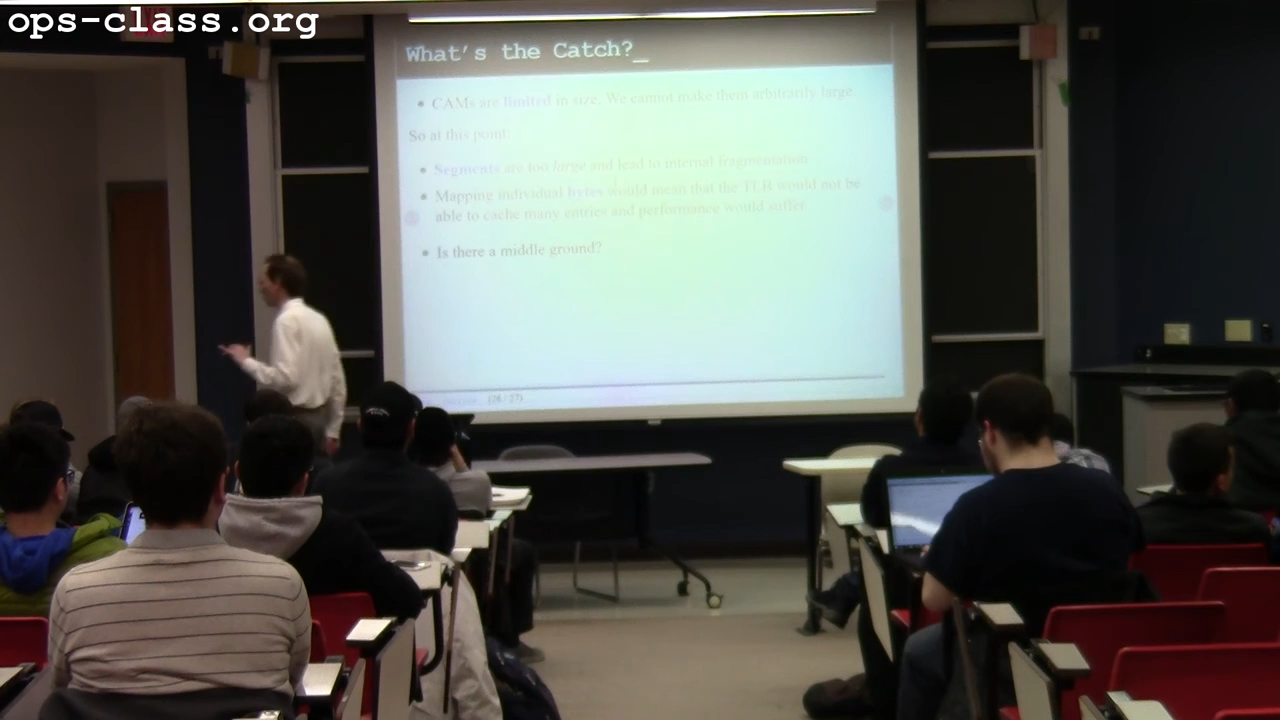 ops-class.org
What's the Catch?_
• CAMs are limited in size. We cannot make them arbitrarily large.
So at this point:
• Segments are too large and lead to internal fragmentation.
• Mapping individual bytes would mean that the TLB would not be
able to cache many entries and performance would suffer.
• Is there a middle ground?